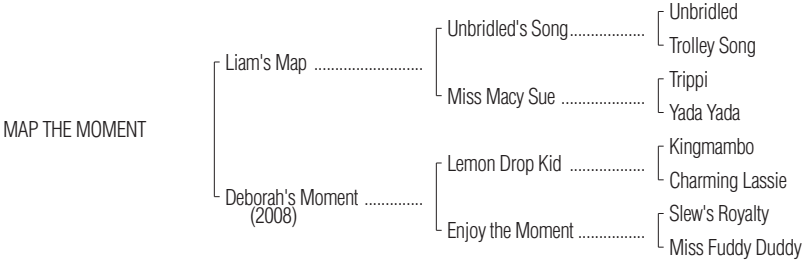 Unbridled
Unbridled's Song..................
Trolley Song
Liam's Map ..........................
Trippi
Miss Macy Sue ....................
Yada Yada
MAP THE MOMENT
Kingmambo
Lemon Drop Kid ..................
Charming Lassie
Deborah's Moment ..............
(2008)
Slew's Royalty
Enjoy the Moment ................
Miss Fuddy Duddy